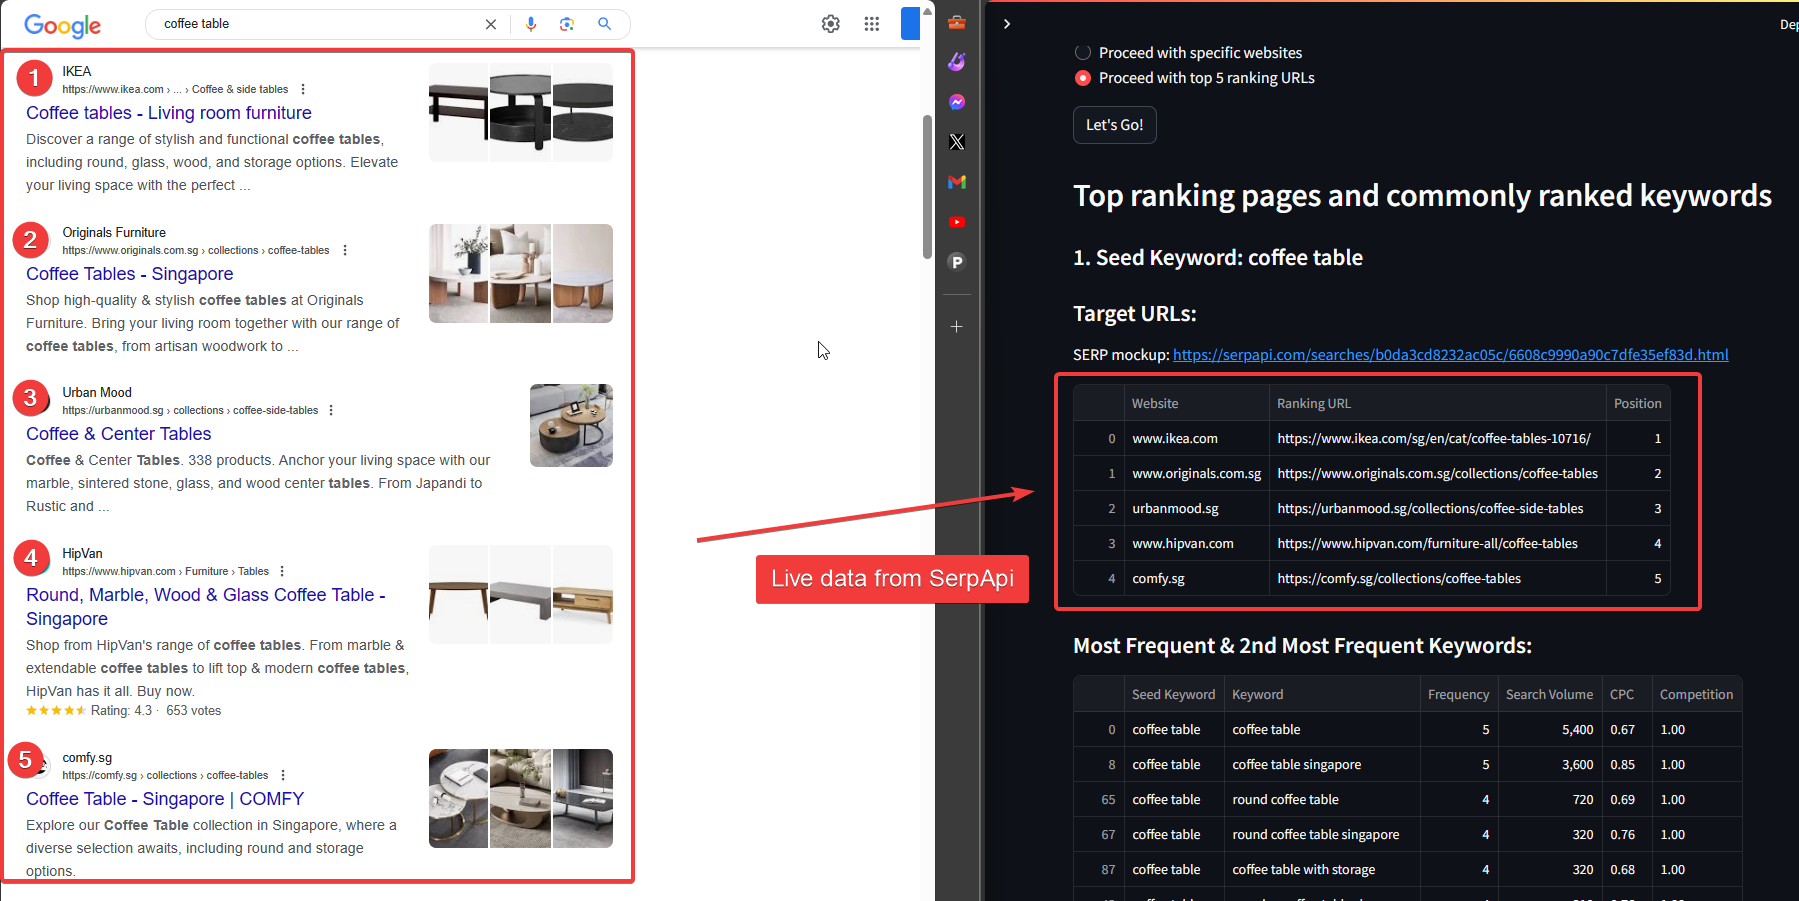 Google
coffee table
1
IKEA
https://www.ikea.com › ... › Coffee & side tables
Coffee tables - Living room furniture
Discover a range of stylish and functional coffee tables,
including round, glass, wood, and storage options. Elevate
your living space with the perfect ...
2
Originals Furniture
https://www.originals.com.sg › collections › coffee-tables
Coffee Tables - Singapore
Shop high-quality & stylish coffee tables at Originals
Furniture. Bring your living room together with our range of
coffee tables, from artisan woodwork to ...
3
Urban Mood
https://urbanmood.sg › collections › coffee-side-tables
Coffee & Center Tables
Coffee & Center Tables. 338 products. Anchor your living space with our
marble, sintered stone, glass, and wood center tables. From Japandi to
Rustic and ...
4
HipVan
https://www.hipvan.com › Furniture › Tables
Round, Marble, Wood & Glass Coffee Table -
Singapore
Shop from HipVan's range of coffee tables. From marble &
extendable coffee tables to lift top & modern coffee tables,
HipVan has it all. Buy now.
Rating: 4.3 · 653 votes
5
comfy.sg
https://comfy.sg › collections › coffee-tables
Coffee Table - Singapore | COMFY
Explore our Coffee Table collection in Singapore, where a
diverse selection awaits, including round and storage
options.
Live data from SerpApi
P
Dep
Proceed with specific websites
Proceed with top 5 ranking URLs
Let's Go!
Top ranking pages and commonly ranked keywords
1. Seed Keyword: coffee table
Target URLs:
SERP mockup: https://serpapi.com/searches/b0da3cd8232ac05c/6608c9990a90c7dfe35ef83d.html
Website Ranking URL Position
0 www.ikea.com https://www.ikea.com/sg/en/cat/coffee-tables-10716/ 1
1 www.originals.com.sg https://www.originals.com.sg/collections/coffee-tables 2
2 urbanmood.sg https://urbanmood.sg/collections/coffee-side-tables 3
3 www.hipvan.com https://www.hipvan.com/furniture-all/coffee-tables 4
4 comfy.sg https://comfy.sg/collections/coffee-tables 5
Most Frequent & 2nd Most Frequent Keywords:
Seed Keyword Keyword Frequency Search Volume CPC Competition
0 coffee table coffee table 5 5,400 0.67 1.00
8 coffee table coffee table singapore 5 3,600 0.85 1.00
65 coffee table round coffee table 4 720 0.69 1.00
67 coffee table round coffee table singapore 4 320 0.76 1.00
87 coffee table coffee table with storage 4 320 0.68 1.00